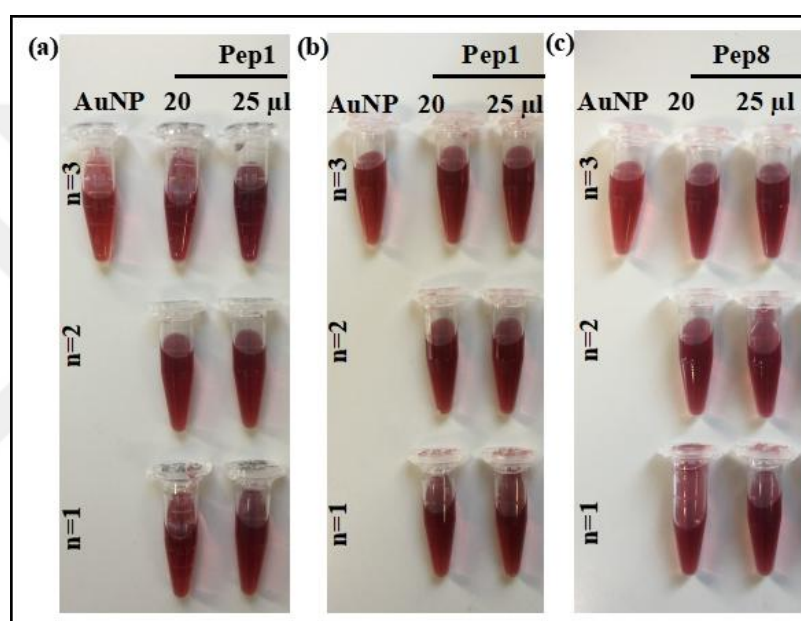 (a) Pep1
AuNP 20 25 µl
n=3
n=2
n=1
(b) Pep1
AuNP 20 25 µl
n=3
n=2
n=1
(c) Pep8
AuNP 20 25 µl
n=3
n=2
n=1